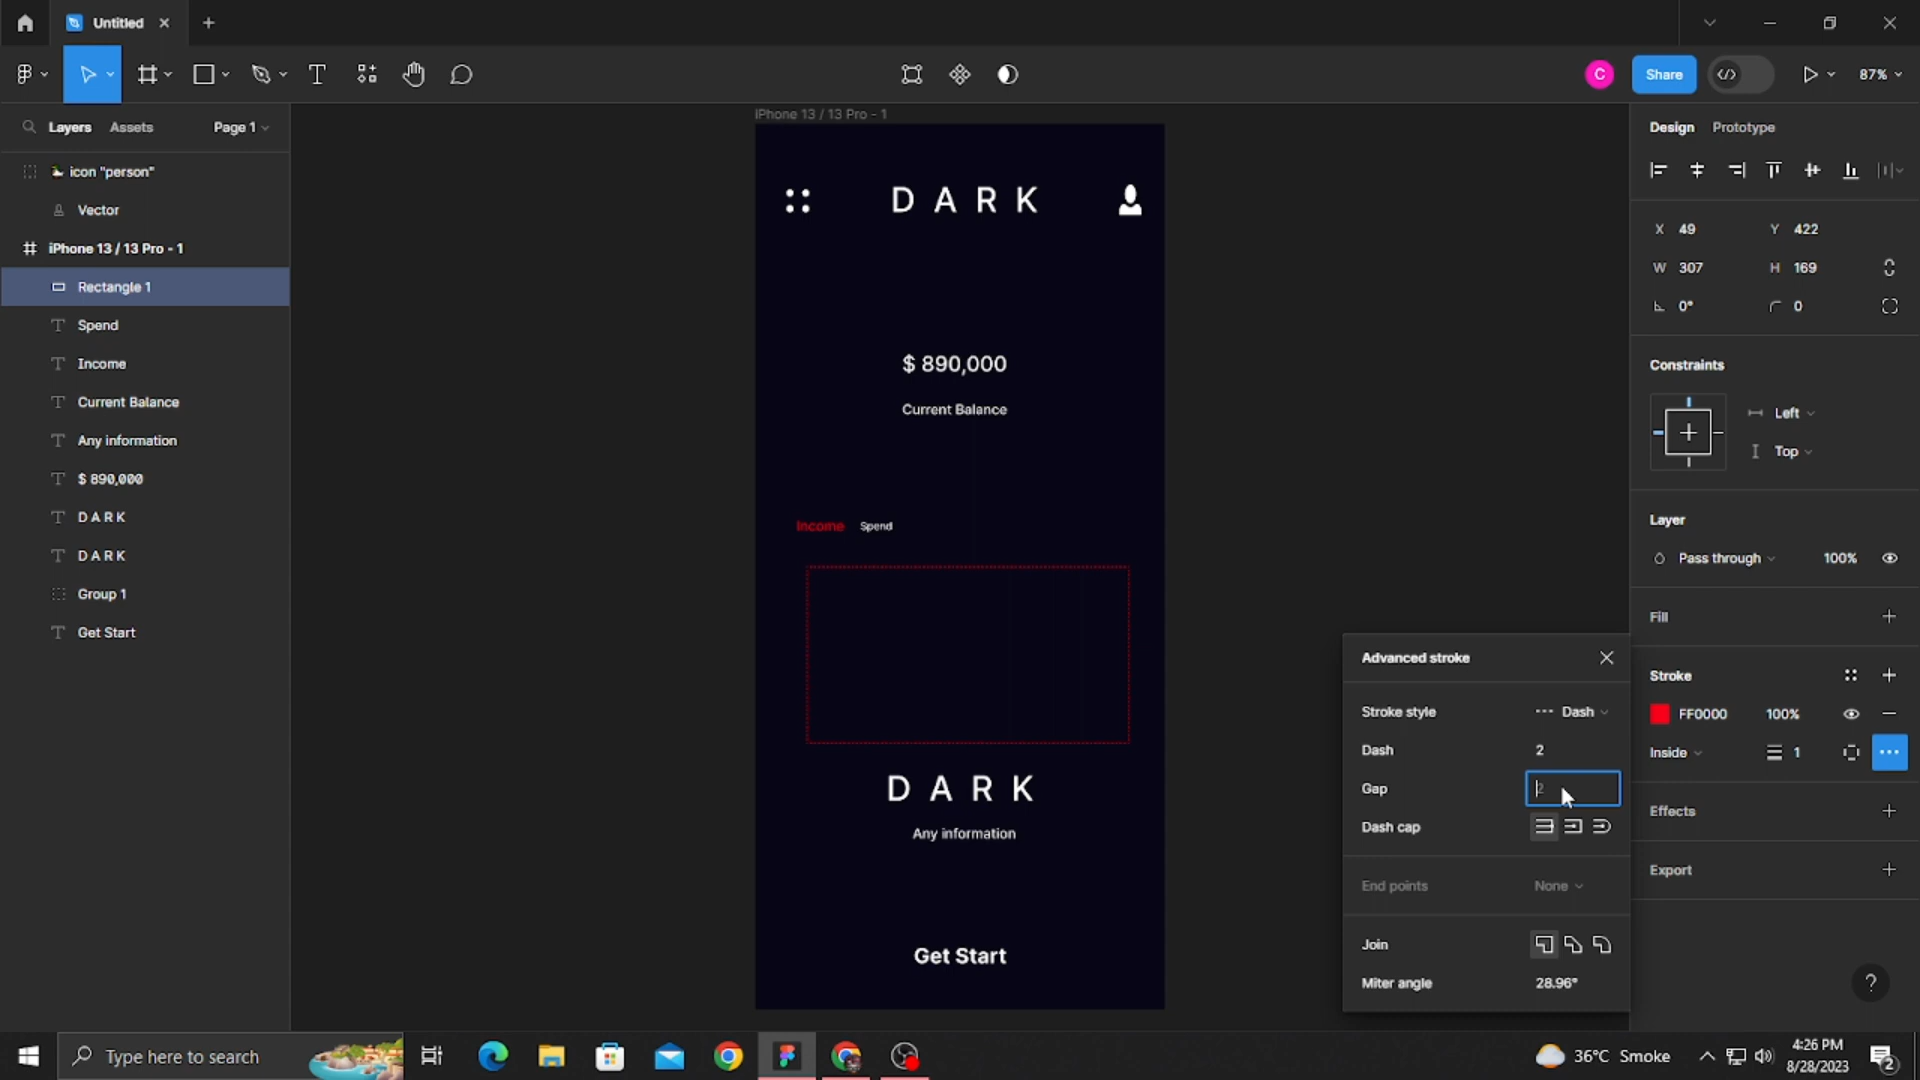 Untitled
Share
87%
Layers Assets Page 1
icon "person"
Vector
iPhone 13 / 13 Pro - 1
Rectangle 1
Spend
Income
Current Balance
Any information
$ 890,000
D A R K
D A R K
Group 1
Get Start
iPhone 13 / 13 Pro - 1
D A R K
$ 890,000
Current Balance
Income Spend
D A R K
Any information
Get Start
Advanced stroke
Stroke style Dash
Dash 2
Gap 2
Dash cap
End points None
Join
Miter angle 28.96°
C
Design Prototype
X 49 Y 422
W 307 H 169
0° 0
Constraints
Left
Top
Layer
Pass through 100%
Fill
Stroke
FF0000 100%
Inside 1
Effects
Export
?
Type here to search
36°C Smoke
4:26 PM
8/28/2023
2